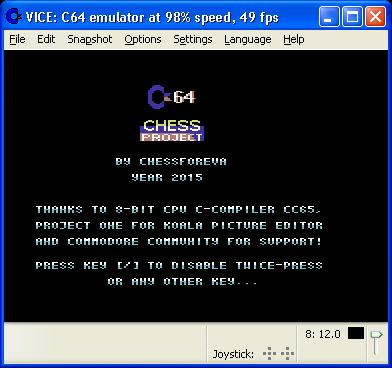 VICE: C64 emulator at 98% speed, 49 fps
File Edit Snapshot Options Settings Language Help
C= 64
CHESS
PROJECT
BY CHESSFOREVA
YEAR 2015
THANKS TO 8-BIT CPU C-COMPILER CC65,
PROJECT ONE FOR KOALA PICTURE EDITOR
AND COMMODORE COMMUNITY FOR SUPPORT!
PRESS KEY [/] TO DISABLE TWICE-PRESS
OR ANY OTHER KEY...
8: 12.0
Joystick: